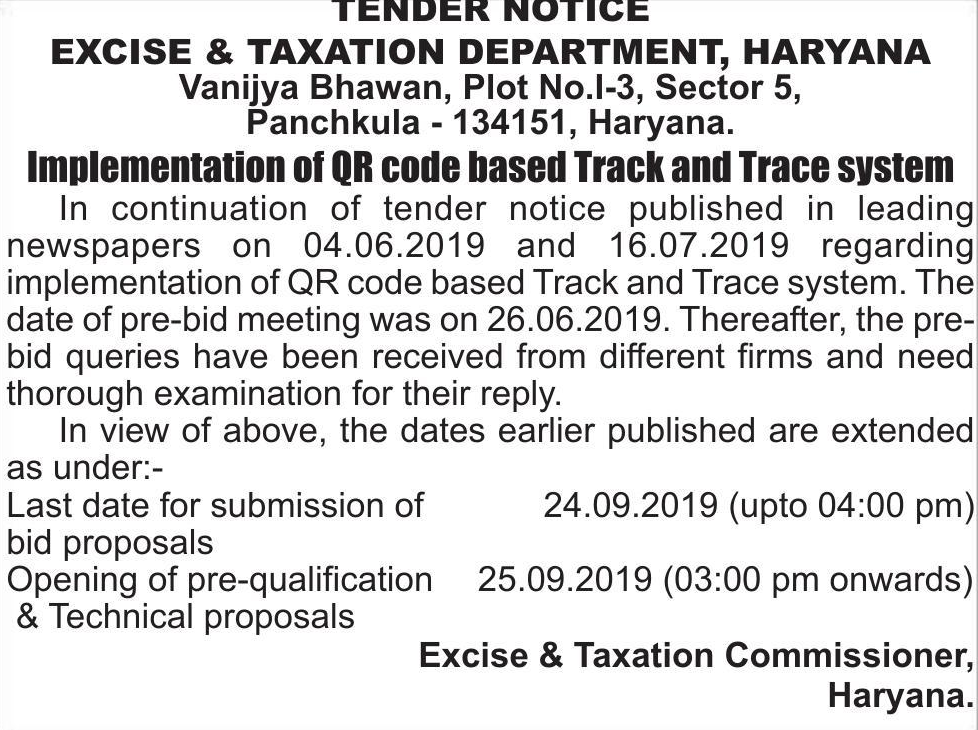 TENDER NOTICE
EXCISE & TAXATION DEPARTMENT, HARYANA
Vanijya Bhawan, Plot No.I-3, Sector 5,
Panchkula - 134151, Haryana.
Implementation of QR code based Track and Trace system
In continuation of tender notice published in leading
newspapers on 04.06.2019 and 16.07.2019 regarding
implementation of QR code based Track and Trace system. The
date of pre-bid meeting was on 26.06.2019. Thereafter, the pre-
bid queries have been received from different firms and need
thorough examination for their reply.
In view of above, the dates earlier published are extended
as under:-
Last date for submission of 24.09.2019 (upto 04:00 pm)
bid proposals
Opening of pre-qualification 25.09.2019 (03:00 pm onwards)
& Technical proposals
Excise & Taxation Commissioner,
Haryana.